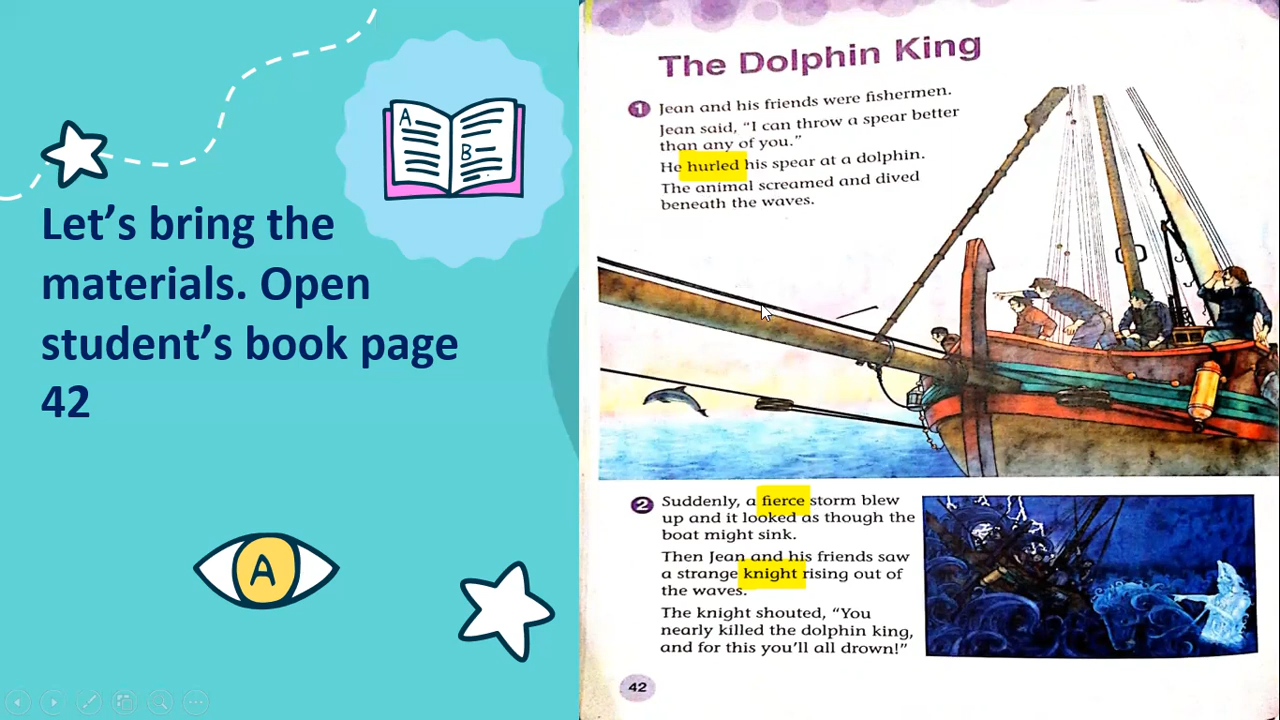 Let’s bring the
materials. Open
student’s book page
42
A
B
A
The Dolphin King
1 Jean and his friends were fishermen.
Jean said, “I can throw a spear better
than any of you.”
He hurled his spear at a dolphin.
The animal screamed and dived
beneath the waves.
2 Suddenly, a fierce storm blew
up and it looked as though the
boat might sink.
Then Jean and his friends saw
a strange knight rising out of
the waves.
The knight shouted, “You
nearly killed the dolphin king,
and for this you’ll all drown!”
42